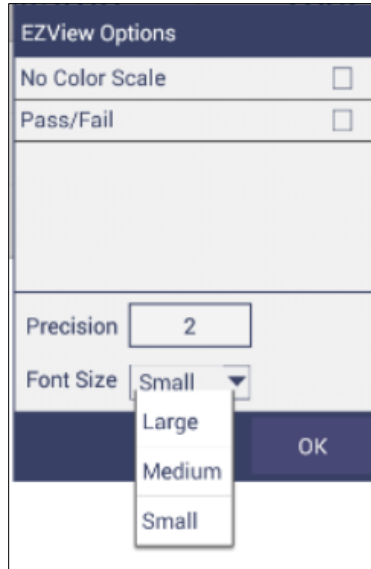 EZView Options
No Color Scale
Pass/Fail
Precision 2
Font Size Small
Large
OK
Medium
Small